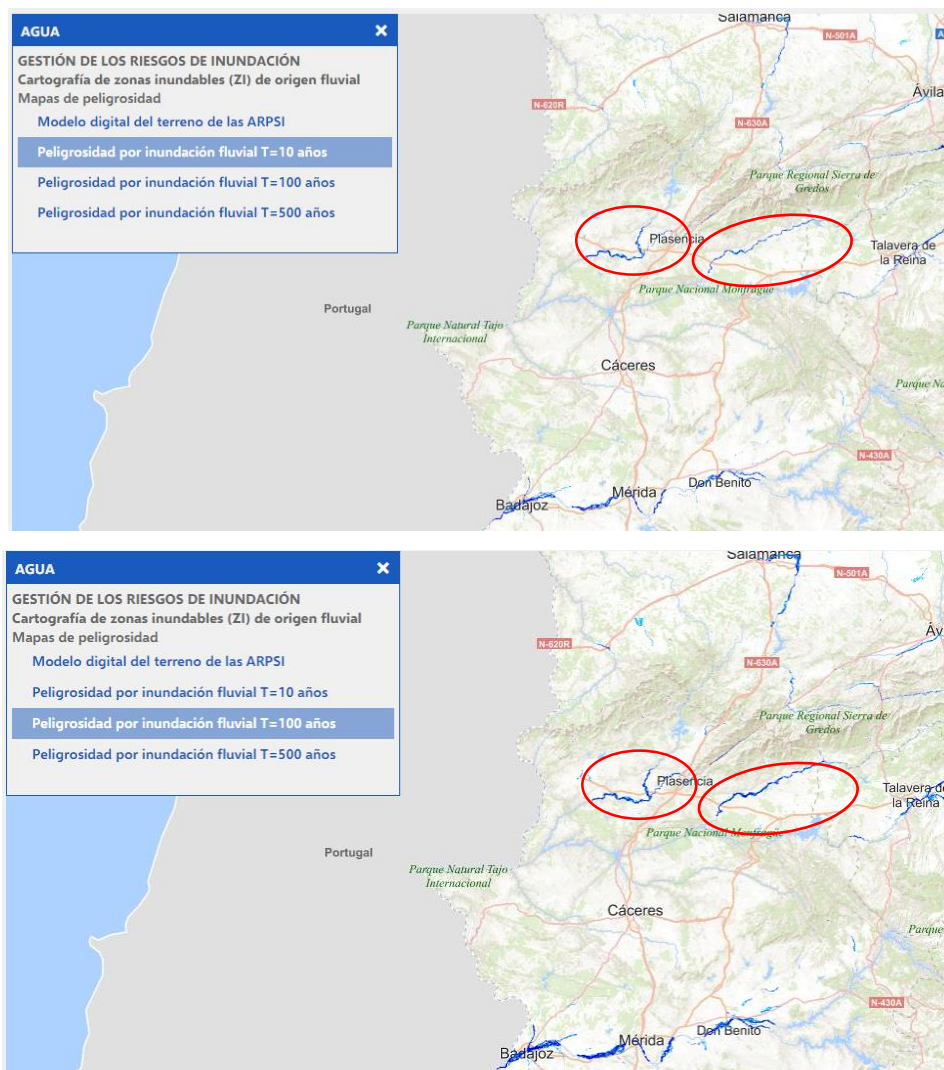 AGUA ×
GESTIÓN DE LOS RIESGOS DE INUNDACIÓN
Cartografía de zonas inundables (ZI) de origen fluvial
Mapas de peligrosidad
Modelo digital del terreno de las ARPSI
Peligrosidad por inundación fluvial T=10 años
Peligrosidad por inundación fluvial T=100 años
Peligrosidad por inundación fluvial T=500 años
Salamanca
N-501A
A
Ávila
N-620R
N-630A
Parque Regional Sierra de
Gredos
Plasencia
Talavera de
la Reina
Parque Nacional Monfragüe
Portugal
Parque Natural Tajo
Internacional
Cáceres
Parque Na
N-430A
Don Benito
Mérida
Badajoz
AGUA ×
GESTIÓN DE LOS RIESGOS DE INUNDACIÓN
Cartografía de zonas inundables (ZI) de origen fluvial
Mapas de peligrosidad
Modelo digital del terreno de las ARPSI
Peligrosidad por inundación fluvial T=10 años
Peligrosidad por inundación fluvial T=100 años
Peligrosidad por inundación fluvial T=500 años
Salamanca
N-501A
Áv
N-620R
N-630A
Parque Regional Sierra de
Gredos
Plasencia
Talavera de
la Reina
Parque Nacional Monfragüe
Portugal
Parque Natural Tajo
Internacional
Cáceres
Parque
N-430A
Don Benito
Mérida
Badajoz